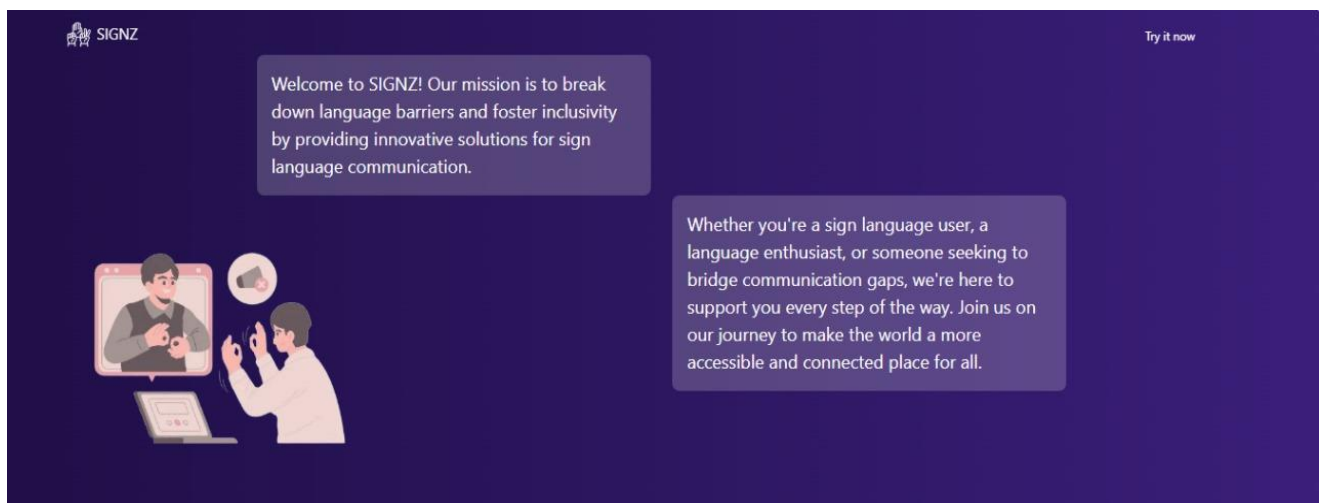 SIGNZ
Try it now
Welcome to SIGNZ! Our mission is to break
down language barriers and foster inclusivity
by providing innovative solutions for sign
language communication.
Whether you're a sign language user, a
language enthusiast, or someone seeking to
bridge communication gaps, we're here to
support you every step of the way. Join us on
our journey to make the world a more
accessible and connected place for all.